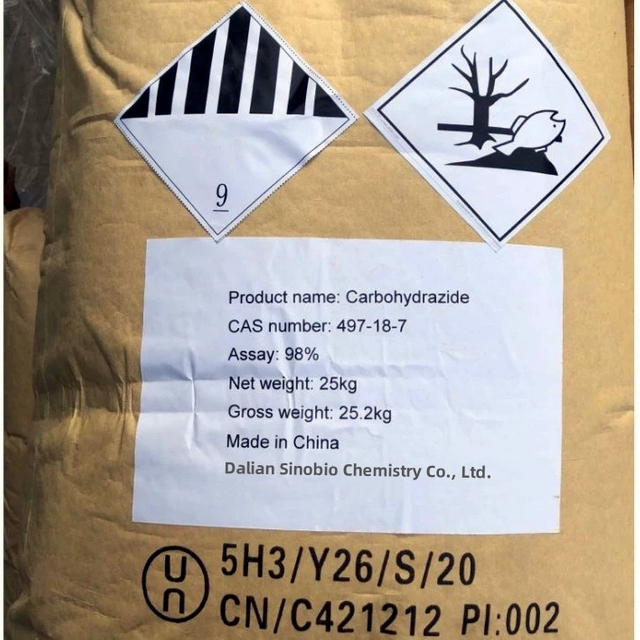 9
Product name: Carbohydrazide
CAS number: 497-18-7
Assay: 98%
Net weight: 25kg
Gross weight: 25.2kg
Made in China
Dalian Sinobio Chemistry Co., Ltd.
un 5H3/Y26/S/20
CN/C421212 PI:002